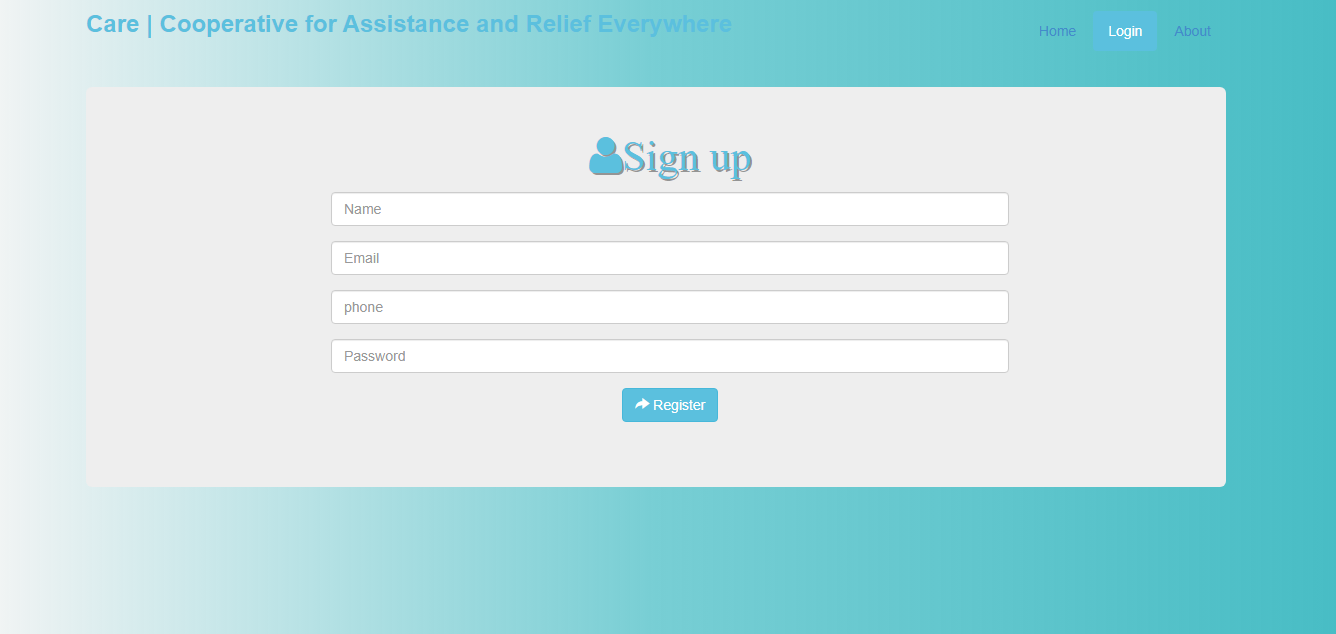 Care | Cooperative for Assistance and Relief Everywhere
Home Login About
Sign up
Name
Email
phone
Password
Register